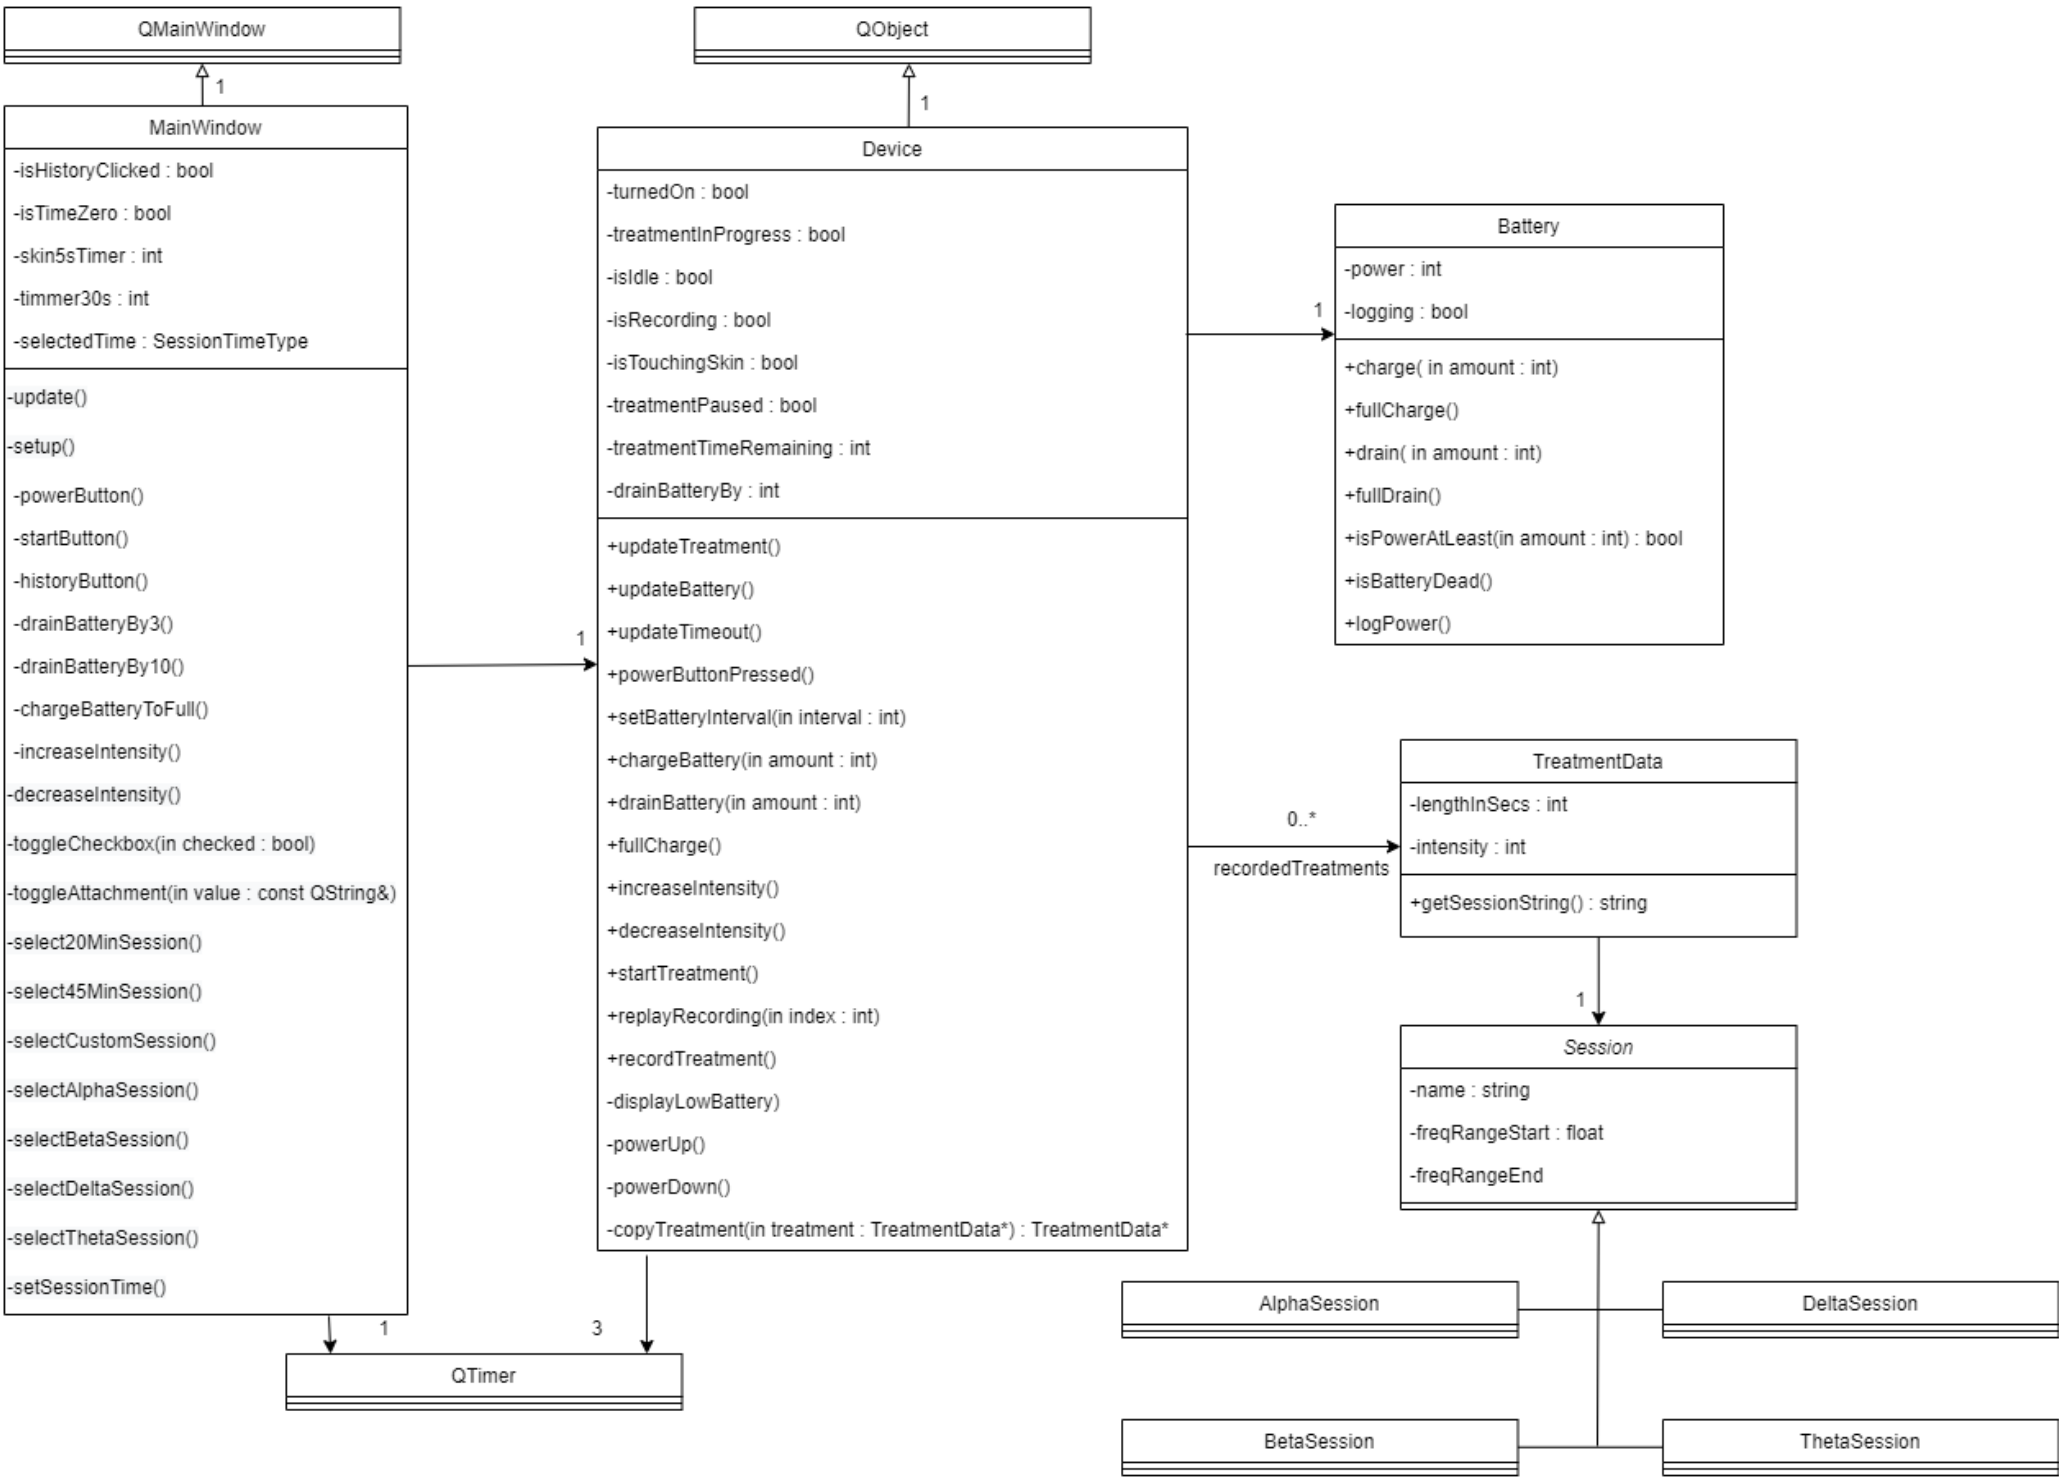 QMainWindow
1
MainWindow
-isHistoryClicked : bool
-isTimeZero : bool
-skin5sTimer : int
-timmer30s : int
-selectedTime : SessionTimeType
-update()
-setup()
-powerButton()
-startButton()
-historyButton()
-drainBatteryBy3()
-drainBatteryBy10()
-chargeBatteryToFull()
-increaseIntensity()
-decreaseIntensity()
-toggleCheckbox(in checked : bool)
-toggleAttachment(in value : const QString&)
-select20MinSession()
-select45MinSession()
-selectCustomSession()
-selectAlphaSession()
-selectBetaSession()
-selectDeltaSession()
-selectThetaSession()
-setSessionTime()
1
QObject
1
Device
-turnedOn : bool
-treatmentInProgress : bool
-isIdle : bool
-isRecording : bool
-isTouchingSkin : bool
-treatmentPaused : bool
-treatmentTimeRemaining : int
-drainBatteryBy : int
+updateTreatment()
+updateBattery()
+updateTimeout()
+powerButtonPressed()
+setBatteryInterval(in interval : int)
+chargeBattery(in amount : int)
+drainBattery(in amount : int)
+fullCharge()
+increaseIntensity()
+decreaseIntensity()
+startTreatment()
+replayRecording(in index : int)
+recordTreatment()
-displayLowBattery)
-powerUp()
-powerDown()
-copyTreatment(in treatment : TreatmentData*) : TreatmentData*
1
3
QTimer
1
Battery
-power : int
-logging : bool
+charge( in amount : int)
+fullCharge()
+drain( in amount : int)
+fullDrain()
+isPowerAtLeast(in amount : int) : bool
+isBatteryDead()
+logPower()
0..*
recordedTreatments
TreatmentData
-lengthInSecs : int
-intensity : int
+getSessionString() : string
1
Session
-name : string
-freqRangeStart : float
-freqRangeEnd
AlphaSession
DeltaSession
BetaSession
ThetaSession